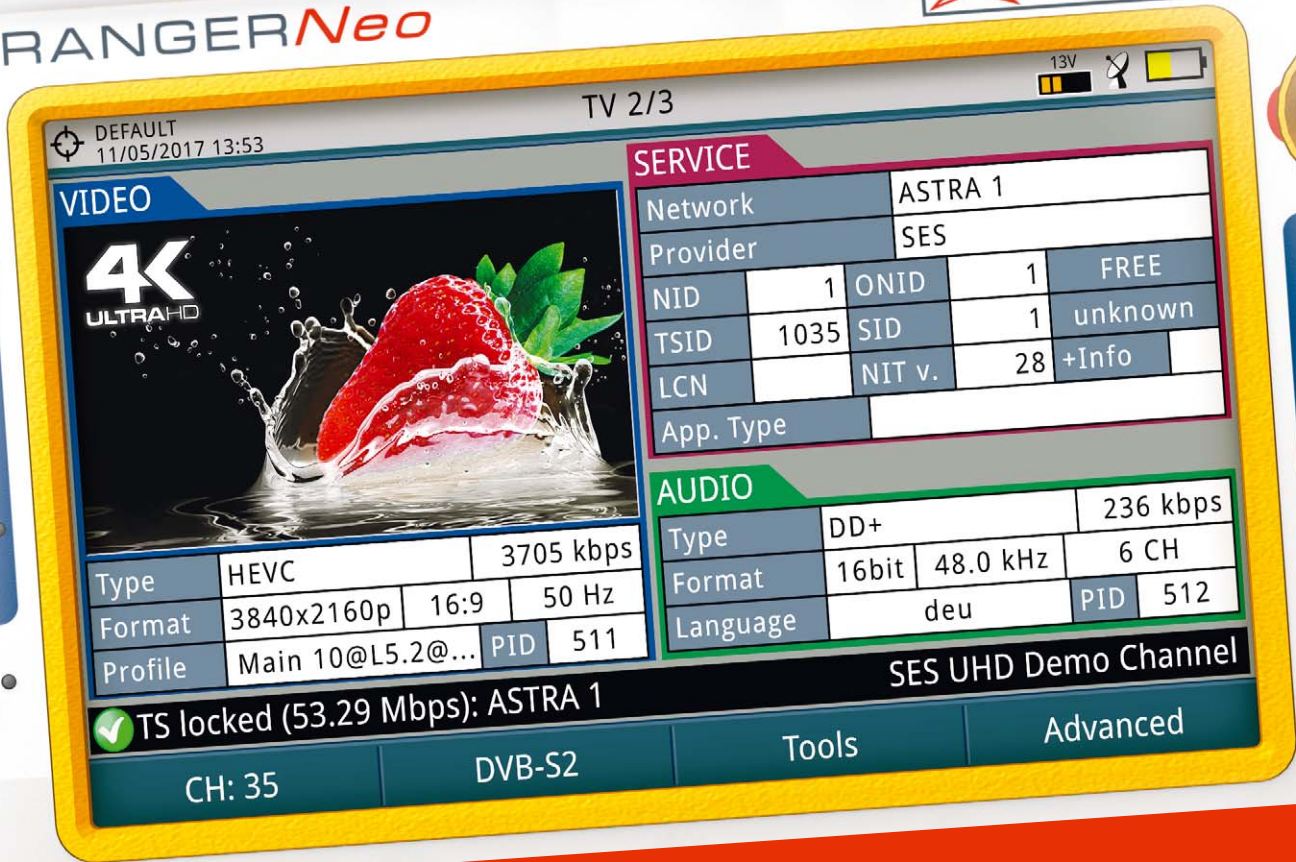 RANGERNeo
DEFAULT
11/05/2017 13:53
TV 2/3
13V
VIDEO
4K
ULTRAHD
Type HEVC 3705 kbps
Format 3840x2160p 16:9 50 Hz
Profile Main 10@L5.2@... PID 511
SERVICE
Network ASTRA 1
Provider SES
NID 1 ONID 1 FREE
TSID 1035 SID 1 unknown
LCN NIT v. 28 +Info
App. Type
AUDIO
Type DD+ 236 kbps
Format 16bit 48.0 kHz 6 CH
Language deu PID 512
TS locked (53.29 Mbps): ASTRA 1 SES UHD Demo Channel
CH: 35 DVB-S2 Tools Advanced